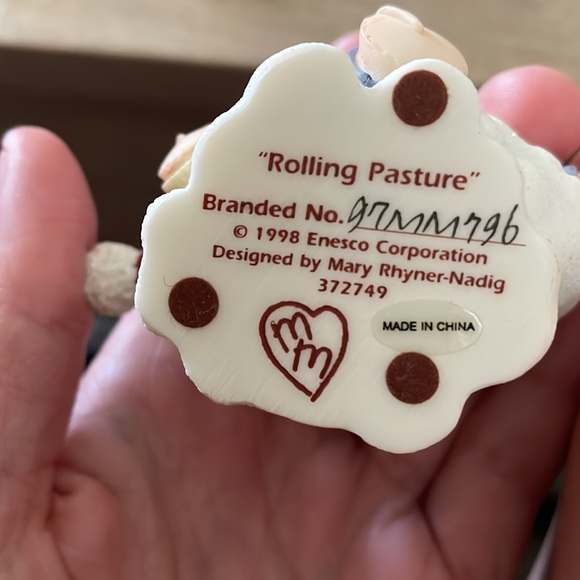 "Rolling Pasture"
Branded No. 97MM796
© 1998 Enesco Corporation
Designed by Mary Rhyner-Nadig
372749
mm
MADE IN CHINA